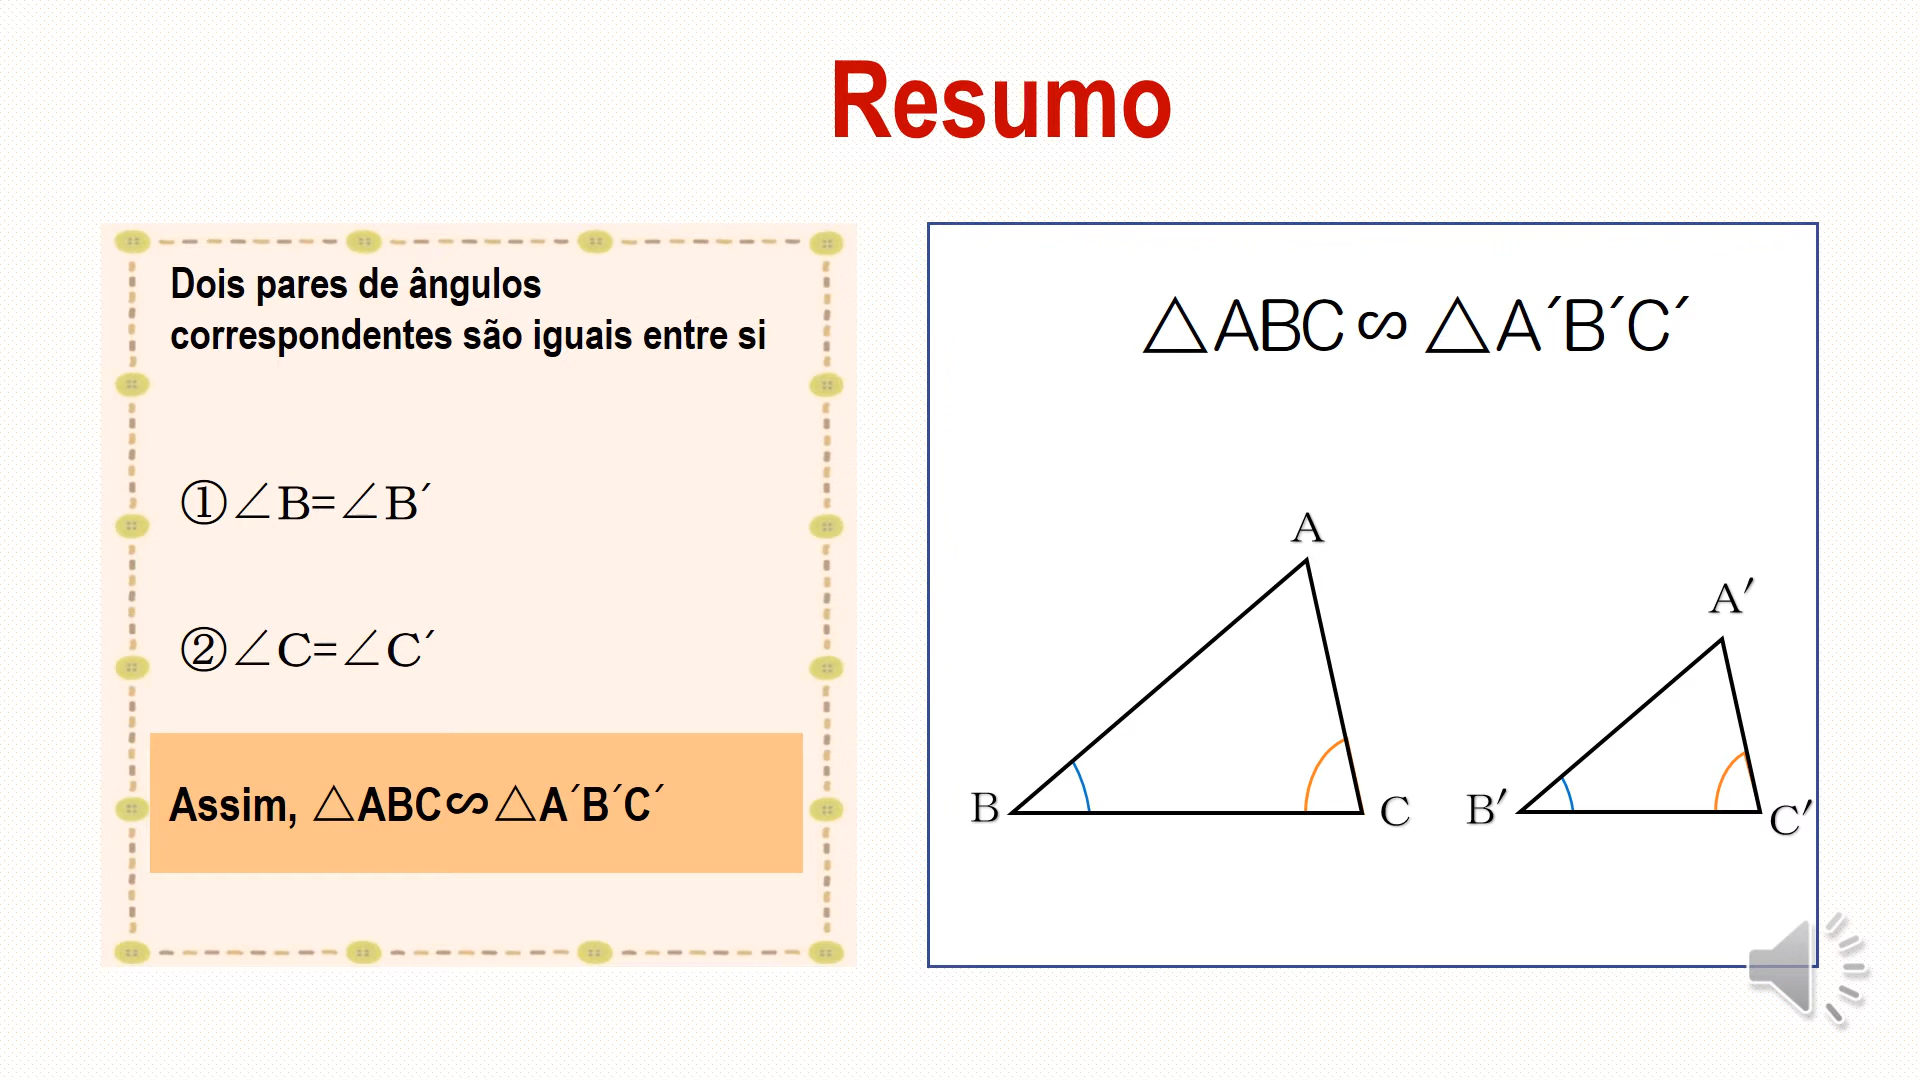 Resumo
Dois pares de ângulos
correspondentes são iguais entre si
①∠B=∠B′
②∠C=∠C′
Assim, △ABC∽△A′B′C′
△ABC∽△A′B′C′
A
B
C
A′
B′
C′